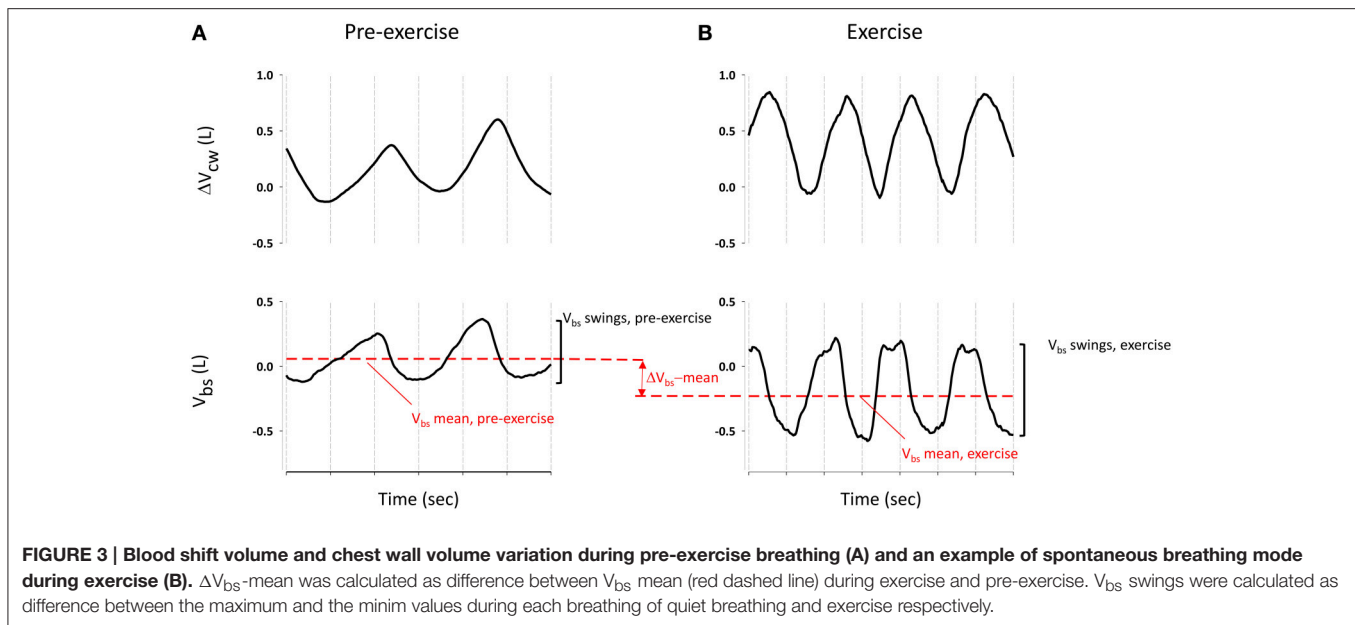 A
Pre-exercise
B
Exercise
1.0
0.5
0.0
-0.5
ΔVcw (L)
1.0
0.5
0.0
-0.5
0.5
0.0
-0.5
Vbs (L)
Vbs swings, pre-exercise
Vbs mean, pre-exercise
ΔVbs–mean
0.5
0.0
-0.5
Vbs swings, exercise
Vbs mean, exercise
Time (sec)
Time (sec)
FIGURE 3 | Blood shift volume and chest wall volume variation during pre-exercise breathing (A) and an example of spontaneous breathing mode
during exercise (B). ΔVbs-mean was calculated as difference between Vbs mean (red dashed line) during exercise and pre-exercise. Vbs swings were calculated as
difference between the maximum and the minim values during each breathing of quiet breathing and exercise respectively.